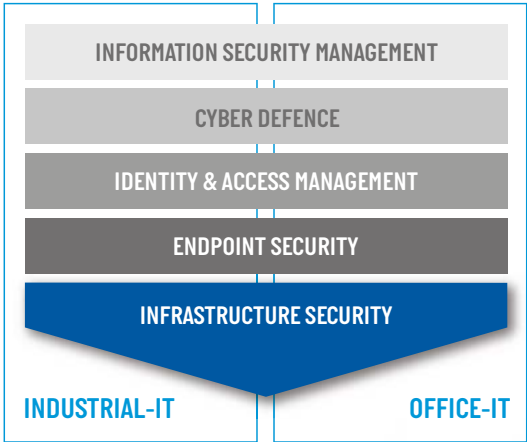 INFORMATION SECURITY MANAGEMENT
CYBER DEFENCE
IDENTITY & ACCESS MANAGEMENT
ENDPOINT SECURITY
INFRASTRUCTURE SECURITY
INDUSTRIAL-IT
OFFICE-IT